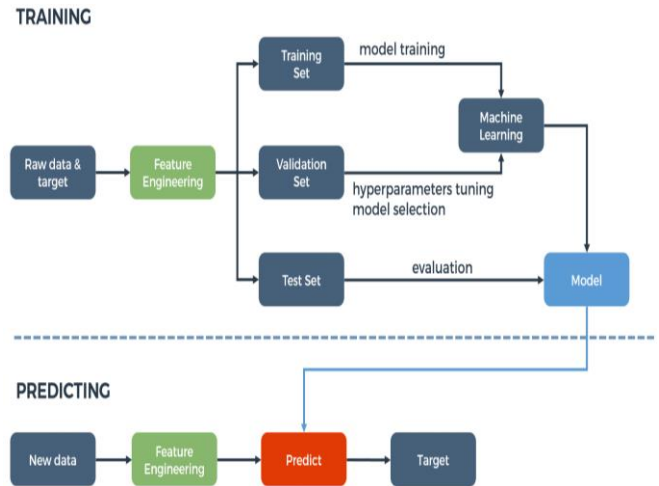 TRAINING
Training
Set
model training
Machine
Learning
Raw data &
target
Feature
Engineering
Validation
Set
hyperparameters tuning
model selection
Test Set
evaluation
Model
PREDICTING
New data
Feature
Engineering
Predict
Target